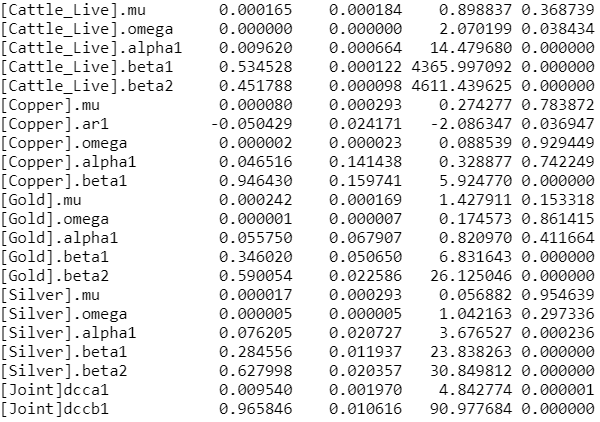 [Cattle_Live].mu 0.000165 0.000184 0.898837 0.368739
[Cattle_Live].omega 0.000000 0.000000 2.070199 0.038434
[Cattle_Live].alpha1 0.009620 0.000664 14.479680 0.000000
[Cattle_Live].beta1 0.534528 0.000122 4365.997092 0.000000
[Cattle_Live].beta2 0.451788 0.000098 4611.439625 0.000000
[Copper].mu 0.000080 0.000293 0.274277 0.783872
[Copper].ar1 -0.050429 0.024171 -2.086347 0.036947
[Copper].omega 0.000002 0.000023 0.088539 0.929449
[Copper].alpha1 0.046516 0.141438 0.328877 0.742249
[Copper].beta1 0.946430 0.159741 5.924770 0.000000
[Gold].mu 0.000242 0.000169 1.427911 0.153318
[Gold].omega 0.000001 0.000007 0.174573 0.861415
[Gold].alpha1 0.055750 0.067907 0.820970 0.411664
[Gold].beta1 0.346020 0.050650 6.831643 0.000000
[Gold].beta2 0.590054 0.022586 26.125046 0.000000
[Silver].mu 0.000017 0.000293 0.056882 0.954639
[Silver].omega 0.000005 0.000005 1.042163 0.297336
[Silver].alpha1 0.076205 0.020727 3.676527 0.000236
[Silver].beta1 0.284556 0.011937 23.838263 0.000000
[Silver].beta2 0.627998 0.020357 30.849812 0.000000
[Joint]dcca1 0.009540 0.001970 4.842774 0.000001
[Joint]dccb1 0.965846 0.010616 90.977684 0.000000